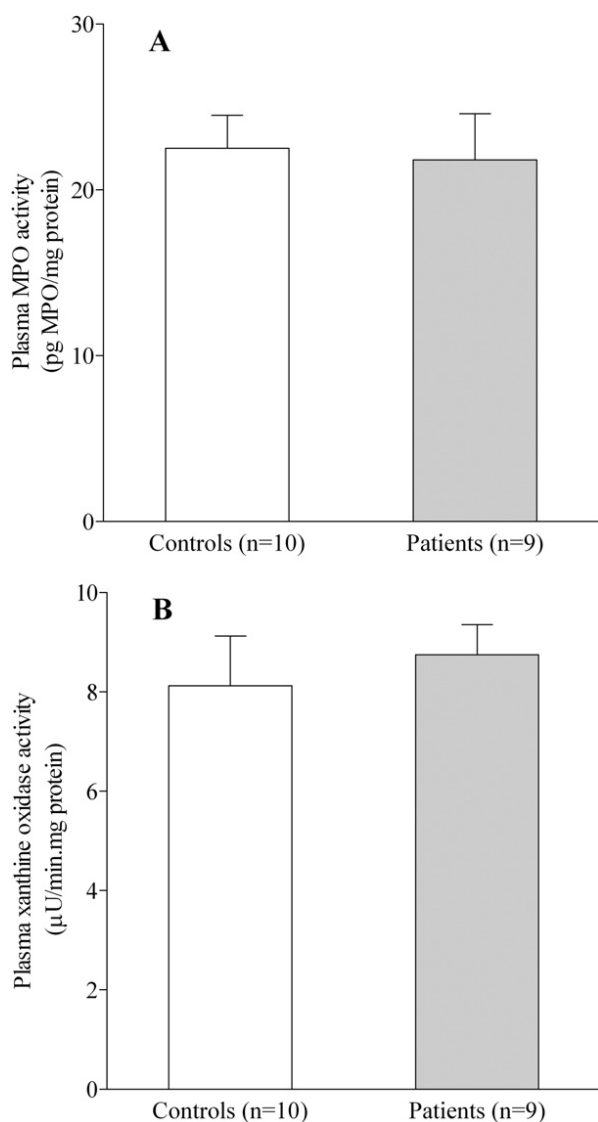 A
30
20
10
0
Plasma MPO activity
(pg MPO/mg protein)
Controls (n=10)
Patients (n=9)
B
10
8
6
4
2
0
Plasma xanthine oxidase activity
(µU/min.mg protein)
Controls (n=10)
Patients (n=9)